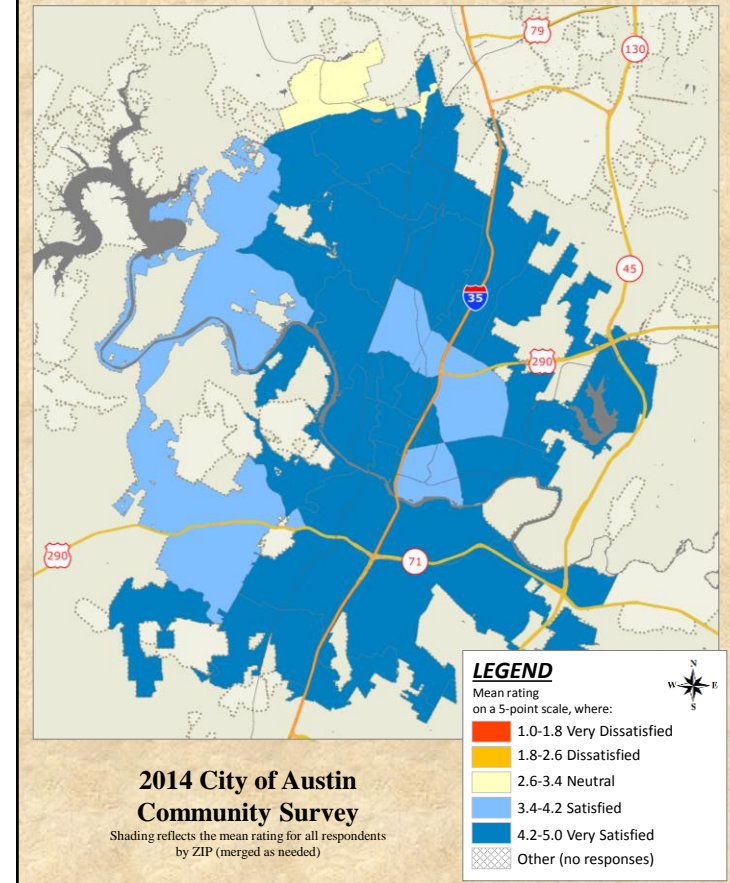 79
130
45
35
290
290
71
LEGEND
Mean rating
on a 5-point scale, where:
1.0-1.8 Very Dissatisfied
1.8-2.6 Dissatisfied
2.6-3.4 Neutral
3.4-4.2 Satisfied
4.2-5.0 Very Satisfied
Other (no responses)
N
W
E
S
2014 City of Austin
Community Survey
Shading reflects the mean rating for all respondents
by ZIP (merged as needed)